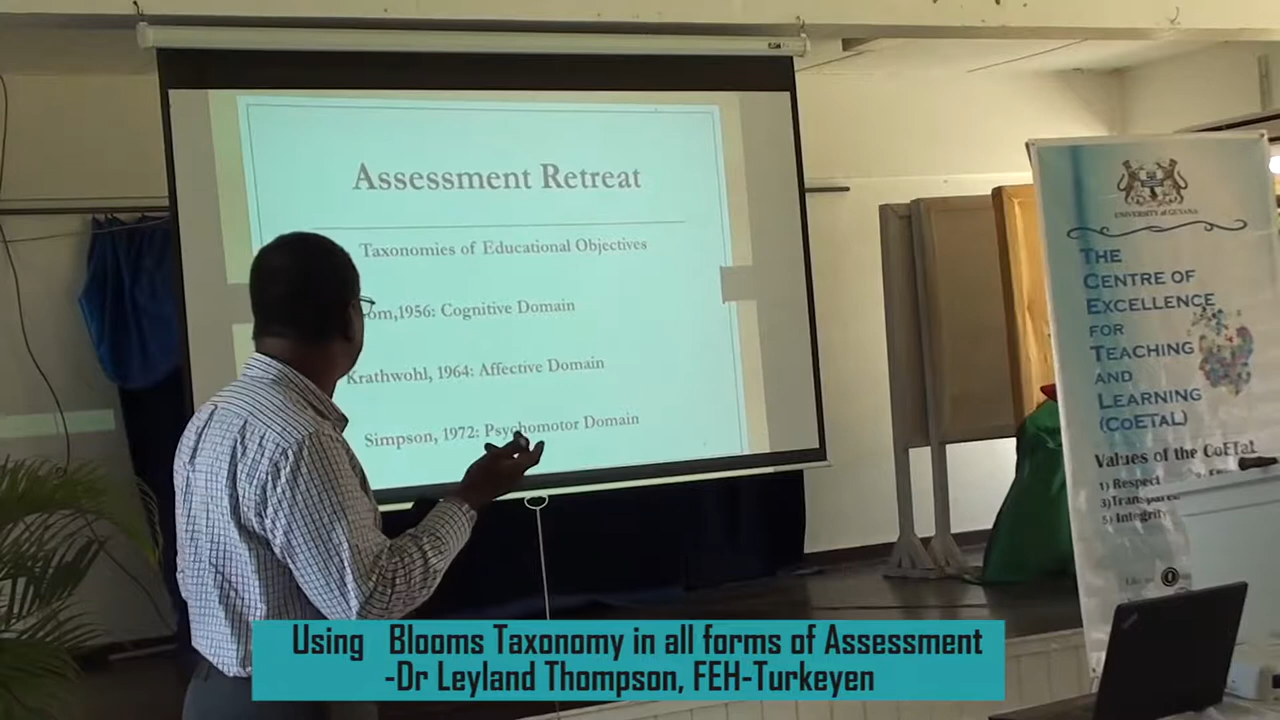 Assessment Retreat
Taxonomies of Educational Objectives
om,1956: Cognitive Domain
Krathwohl, 1964: Affective Domain
Simpson, 1972: Psychomotor Domain
UNIVERSITY of GUYANA
THE
CENTRE OF
EXCELLENCE
FOR
TEACHING
AND
LEARNING
(COETAL)
Values of the CoETaL
1) Respect
3)Transpare
5) Integrity
Using Blooms Taxonomy in all forms of Assessment
-Dr Leyland Thompson, FEH-Turkeyen